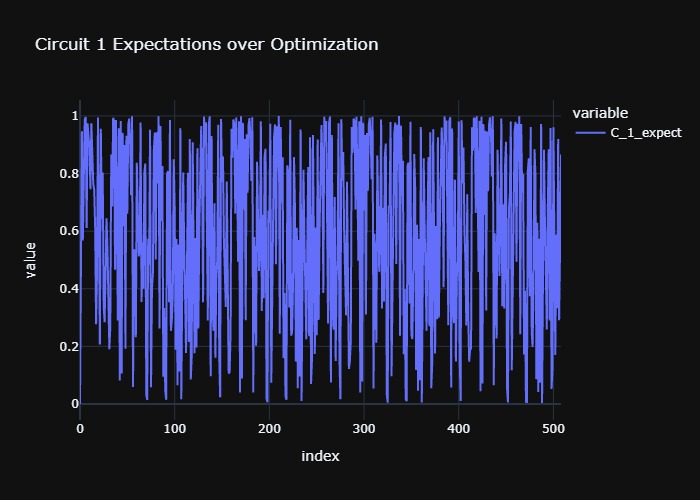 Circuit 1 Expectations over Optimization
variable
C_1_expect
1
0.8
0.6
0.4
0.2
0
value
0 100 200 300 400 500
index